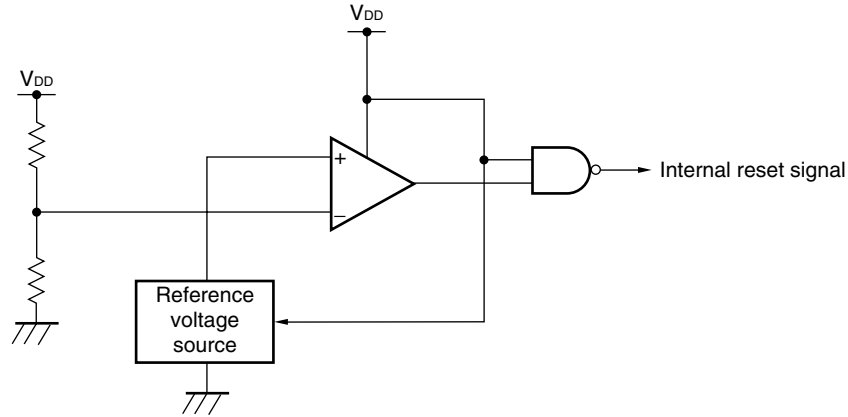 VDD
VDD
+
−
Internal reset signal
Reference
voltage
source